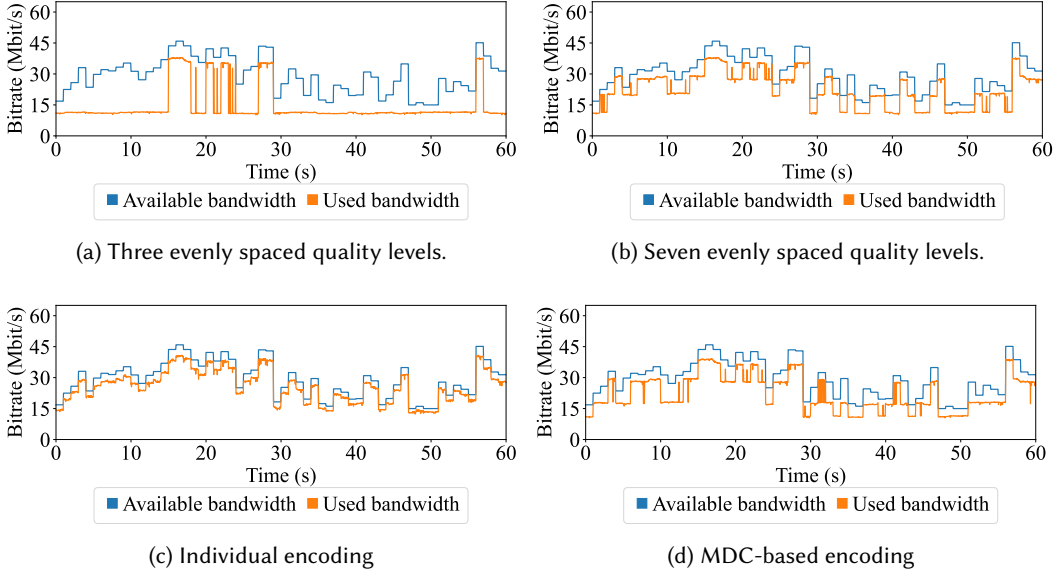 Bitrate (Mbit/s)
60
45
30
15
0
0 10 20 30 40 50 60
Time (s)
Available bandwidth Used bandwidth
(a) Three evenly spaced quality levels.
Bitrate (Mbit/s)
60
45
30
15
0
0 10 20 30 40 50 60
Time (s)
Available bandwidth Used bandwidth
(b) Seven evenly spaced quality levels.
Bitrate (Mbit/s)
60
45
30
15
0
0 10 20 30 40 50 60
Time (s)
Available bandwidth Used bandwidth
(c) Individual encoding
Bitrate (Mbit/s)
60
45
30
15
0
0 10 20 30 40 50 60
Time (s)
Available bandwidth Used bandwidth
(d) MDC-based encoding